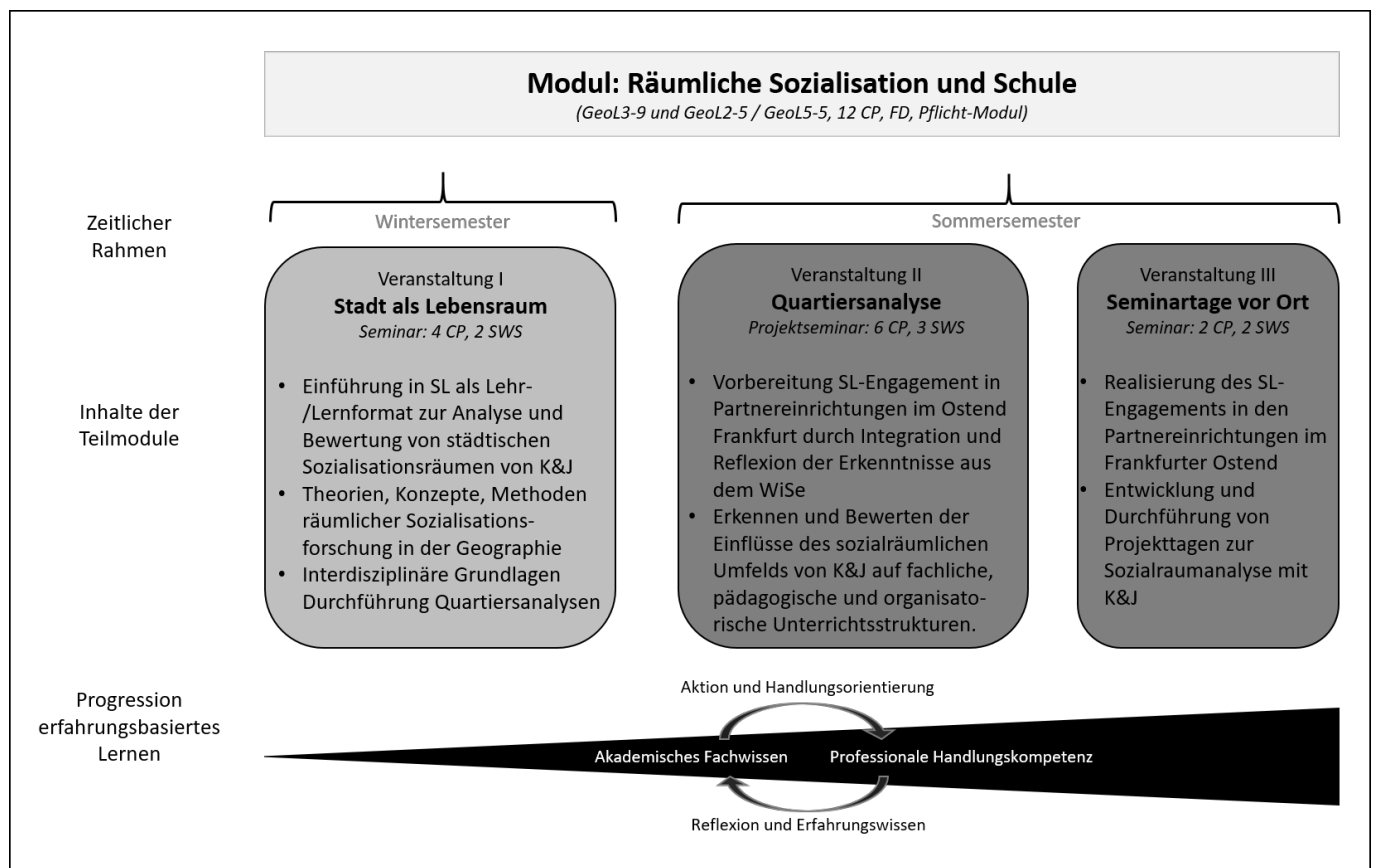 Modul: Räumliche Sozialisation und Schule
(GeoL3-9 und GeoL2-5 / GeoL5-5, 12 CP, FD, Pflicht-Modul)
Zeitlicher
Rahmen
Wintersemester
Sommersemester
Inhalte der
Teilmodule
Veranstaltung I
Stadt als Lebensraum
Seminar: 4 CP, 2 SWS
• Einführung in SL als Lehr-
/Lernformat zur Analyse und
Bewertung von städtischen
Sozialisationsräumen von K&J
• Theorien, Konzepte, Methoden
räumlicher Sozialisations-
forschung in der Geographie
• Interdisziplinäre Grundlagen
Durchführung Quartiersanalysen
Veranstaltung II
Quartiersanalyse
Projektseminar: 6 CP, 3 SWS
• Vorbereitung SL-Engagement in
Partnereinrichtungen im Ostend
Frankfurt durch Integration und
Reflexion der Erkenntnisse aus
dem WiSe
• Erkennen und Bewerten der
Einflüsse des sozialräumlichen
Umfelds von K&J auf fachliche,
pädagogische und organisato-
rische Unterrichtsstrukturen.
Veranstaltung III
Seminartage vor Ort
Seminar: 2 CP, 2 SWS
• Realisierung des SL-
Engagements in den
Partnereinrichtungen im
Frankfurter Ostend
• Entwicklung und
Durchführung von
Projekttagen zur
Sozialraumanalyse mit
K&J
Progression
erfahrungsbasiertes
Lernen
Aktion und Handlungsorientierung
Akademisches Fachwissen
Professionale Handlungskompetenz
Reflexion und Erfahrungswissen